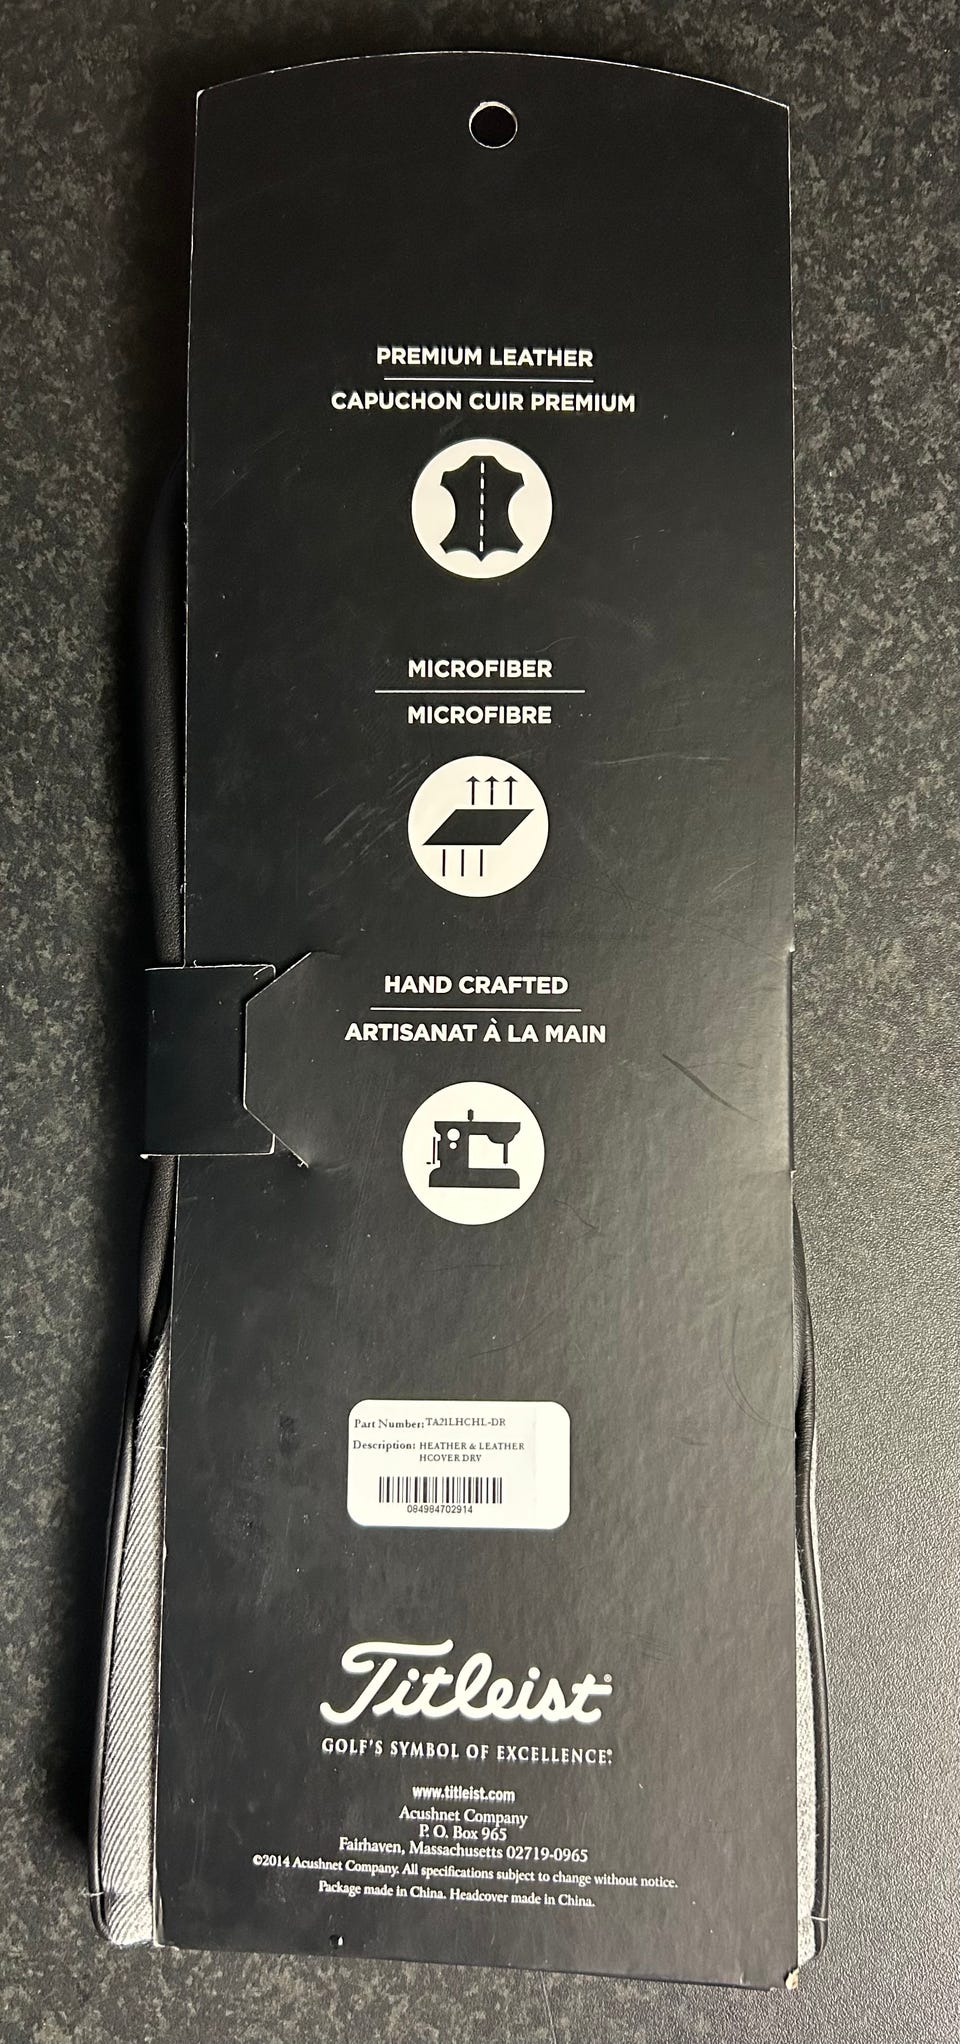 PREMIUM LEATHER
CAPUCHON CUIR PREMIUM
MICROFIBER
MICROFIBRE
HAND CRAFTED
ARTISANAT À LA MAIN
Part Number: TA21LHCHL-DR
Description: HEATHER & LEATHER
HCOVER DRV
084984702914
Titleist®
GOLF'S SYMBOL OF EXCELLENCE®
www.titleist.com
Acushnet Company
P. O. Box 965
Fairhaven, Massachusetts 02719-0965
©2014 Acushnet Company. All specifications subject to change without notice.
Package made in China. Headcover made in China.